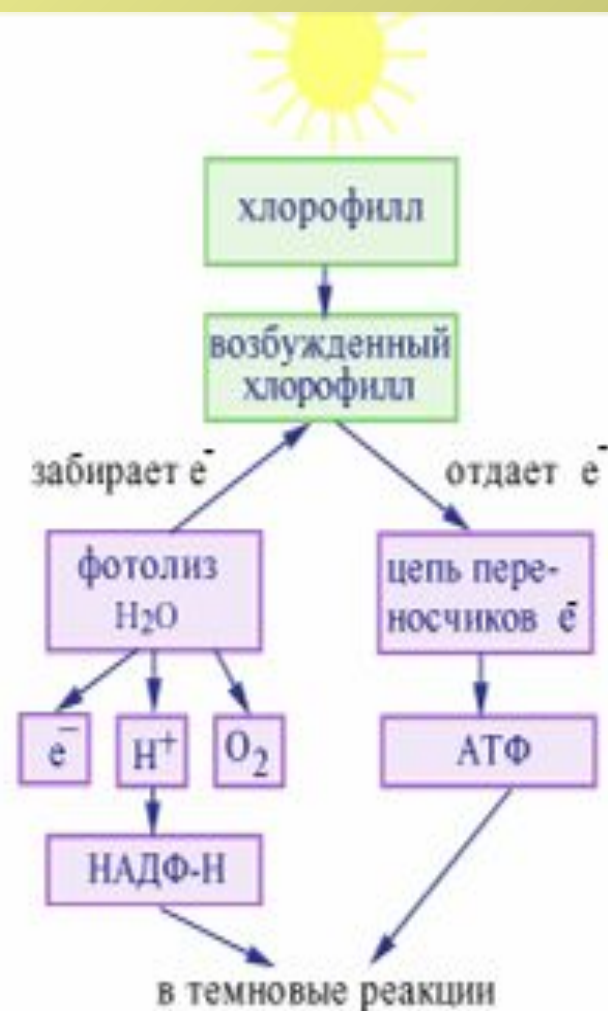 хлорофилл
возбужденный
хлорофилл
забирает e⁻
отдает e⁻
фотолиз
H₂O
цепь пере-
носчиков e⁻
e⁻
H⁺
O₂
АТФ
НАДФ-Н
в темновые реакции